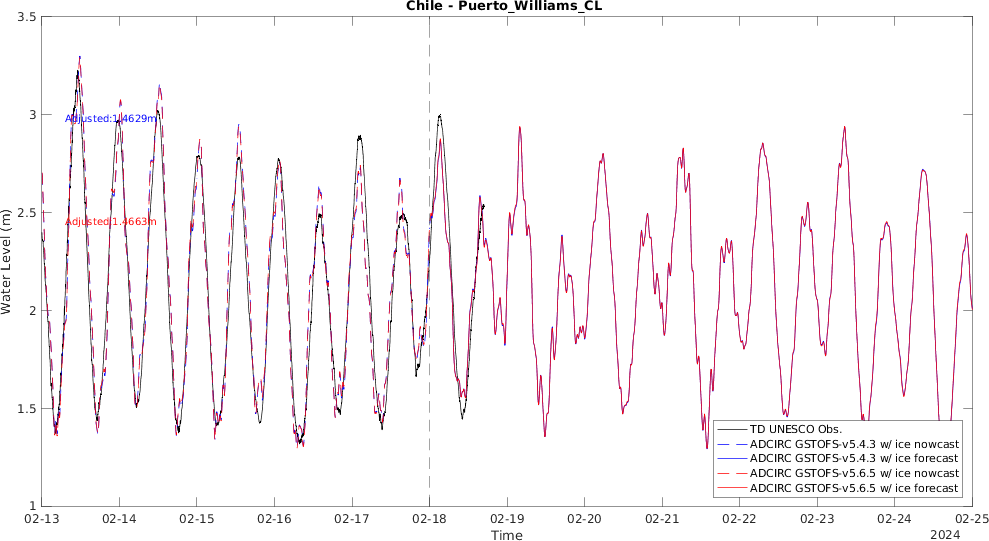 Chile - Puerto_Williams_CL
Water Level (m)
3.5
3
2.5
2
1.5
1
Adjusted:1.4629m
Adjusted:1.4663m
TD UNESCO Obs.
ADCIRC GSTOFS-v5.4.3 w/ ice nowcast
ADCIRC GSTOFS-v5.4.3 w/ ice forecast
ADCIRC GSTOFS-v5.6.5 w/ ice nowcast
ADCIRC GSTOFS-v5.6.5 w/ ice forecast
02-13 02-14 02-15 02-16 02-17 02-18 02-19 02-20 02-21 02-22 02-23 02-24 02-25
Time
2024